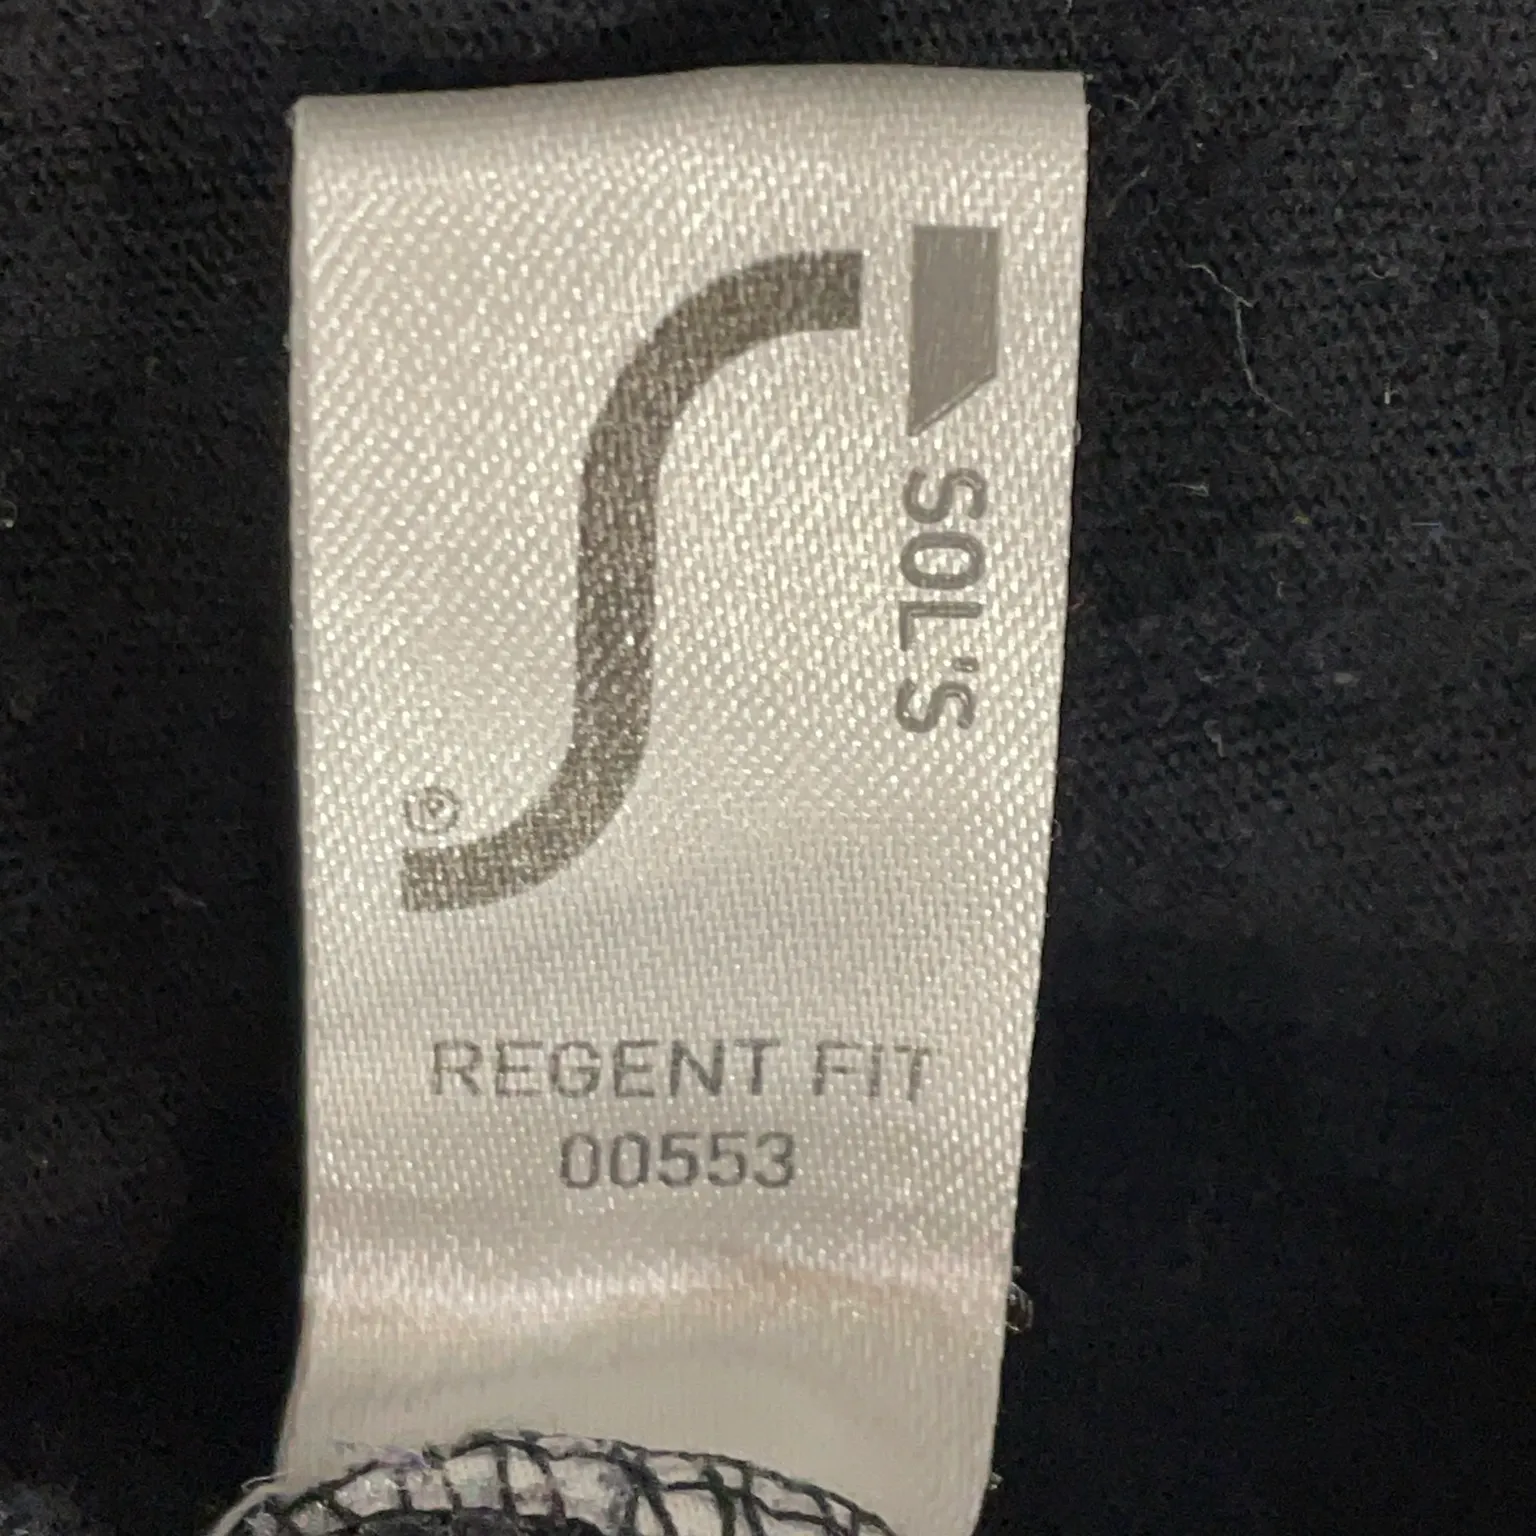 SOL'S
REGENT FIT
00553